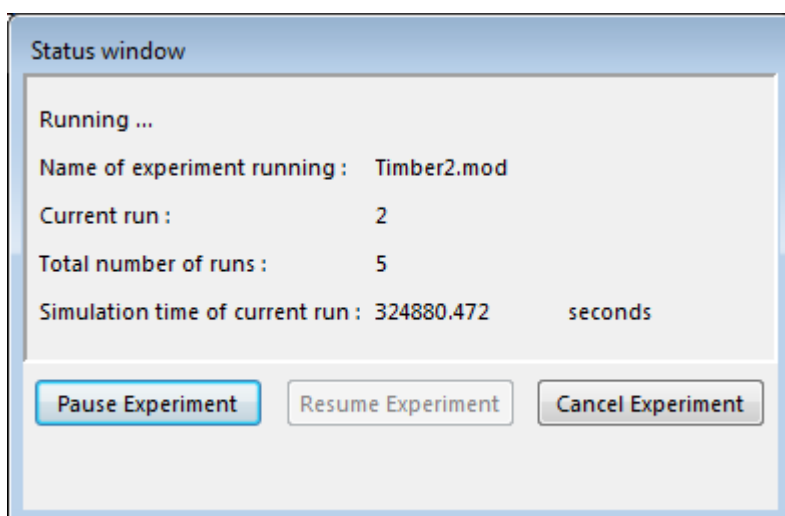 Status window
Running ...
Name of experiment running : Timber2.mod
Current run : 2
Total number of runs : 5
Simulation time of current run : 324880.472 seconds
Pause Experiment Resume Experiment Cancel Experiment